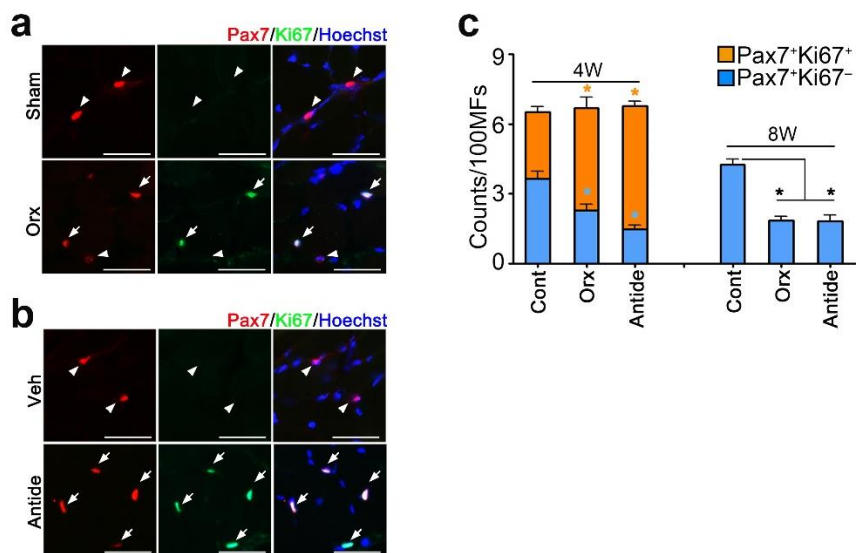 a
Pax7/Ki67/Hoechst
Sham
Orx
b
Pax7/Ki67/Hoechst
Veh
Antide
c
Pax7⁺Ki67⁺
Pax7⁺Ki67⁻
Counts/100MFs
9
6
3
0
4W
* *
* *
8W
* *
Cont
Orx
Antide
Cont
Orx
Antide